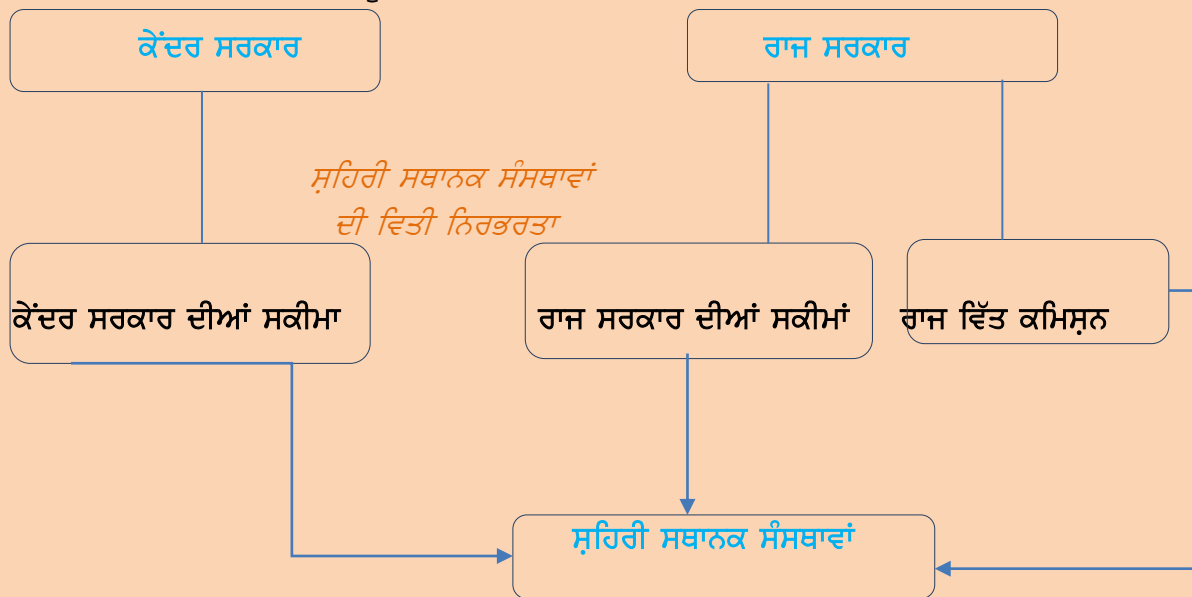 ਕੇਂਦਰ ਸਰਕਾਰ
ਰਾਜ ਸਰਕਾਰ
ਸ਼ਹਿਰੀ ਸਥਾਨਕ ਸੰਸਥਾਵਾਂ
ਦੀ ਵਿਤੀ ਨਿਰਭਰਤਾ
ਕੇਂਦਰ ਸਰਕਾਰ ਦੀਆਂ ਸਕੀਮਾ
ਰਾਜ ਸਰਕਾਰ ਦੀਆਂ ਸਕੀਮਾਂ
ਰਾਜ ਵਿੱਤ ਕਮਿਸ਼ਨ
ਸ਼ਹਿਰੀ ਸਥਾਨਕ ਸੰਸਥਾਵਾਂ